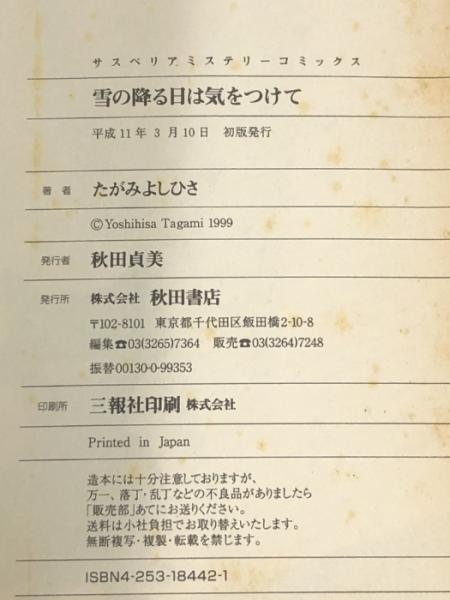 サスペリアミステリーコミックス
雪の降る日は気をつけて
平成11年 3月10日 初版発行
著 者 たがみよしひさ
©Yoshihisa Tagami 1999
発行者 秋田貞美
発行所 株式会社 秋田書店
〒102-8101 東京都千代田区飯田橋2-10-8
編集☎03(3265)7364 販売☎03(3264)7248
振替00130-0-99353
印刷所 三報社印刷 株式会社
Printed in Japan
造本には十分注意しておりますが、
万一、落丁・乱丁などの不良品がありましたら
「販売部」あてにお送りください。
送料は小社負担でお取り替えいたします。
無断複写・複製・転載を禁じます。
ISBN4-253-18442-1